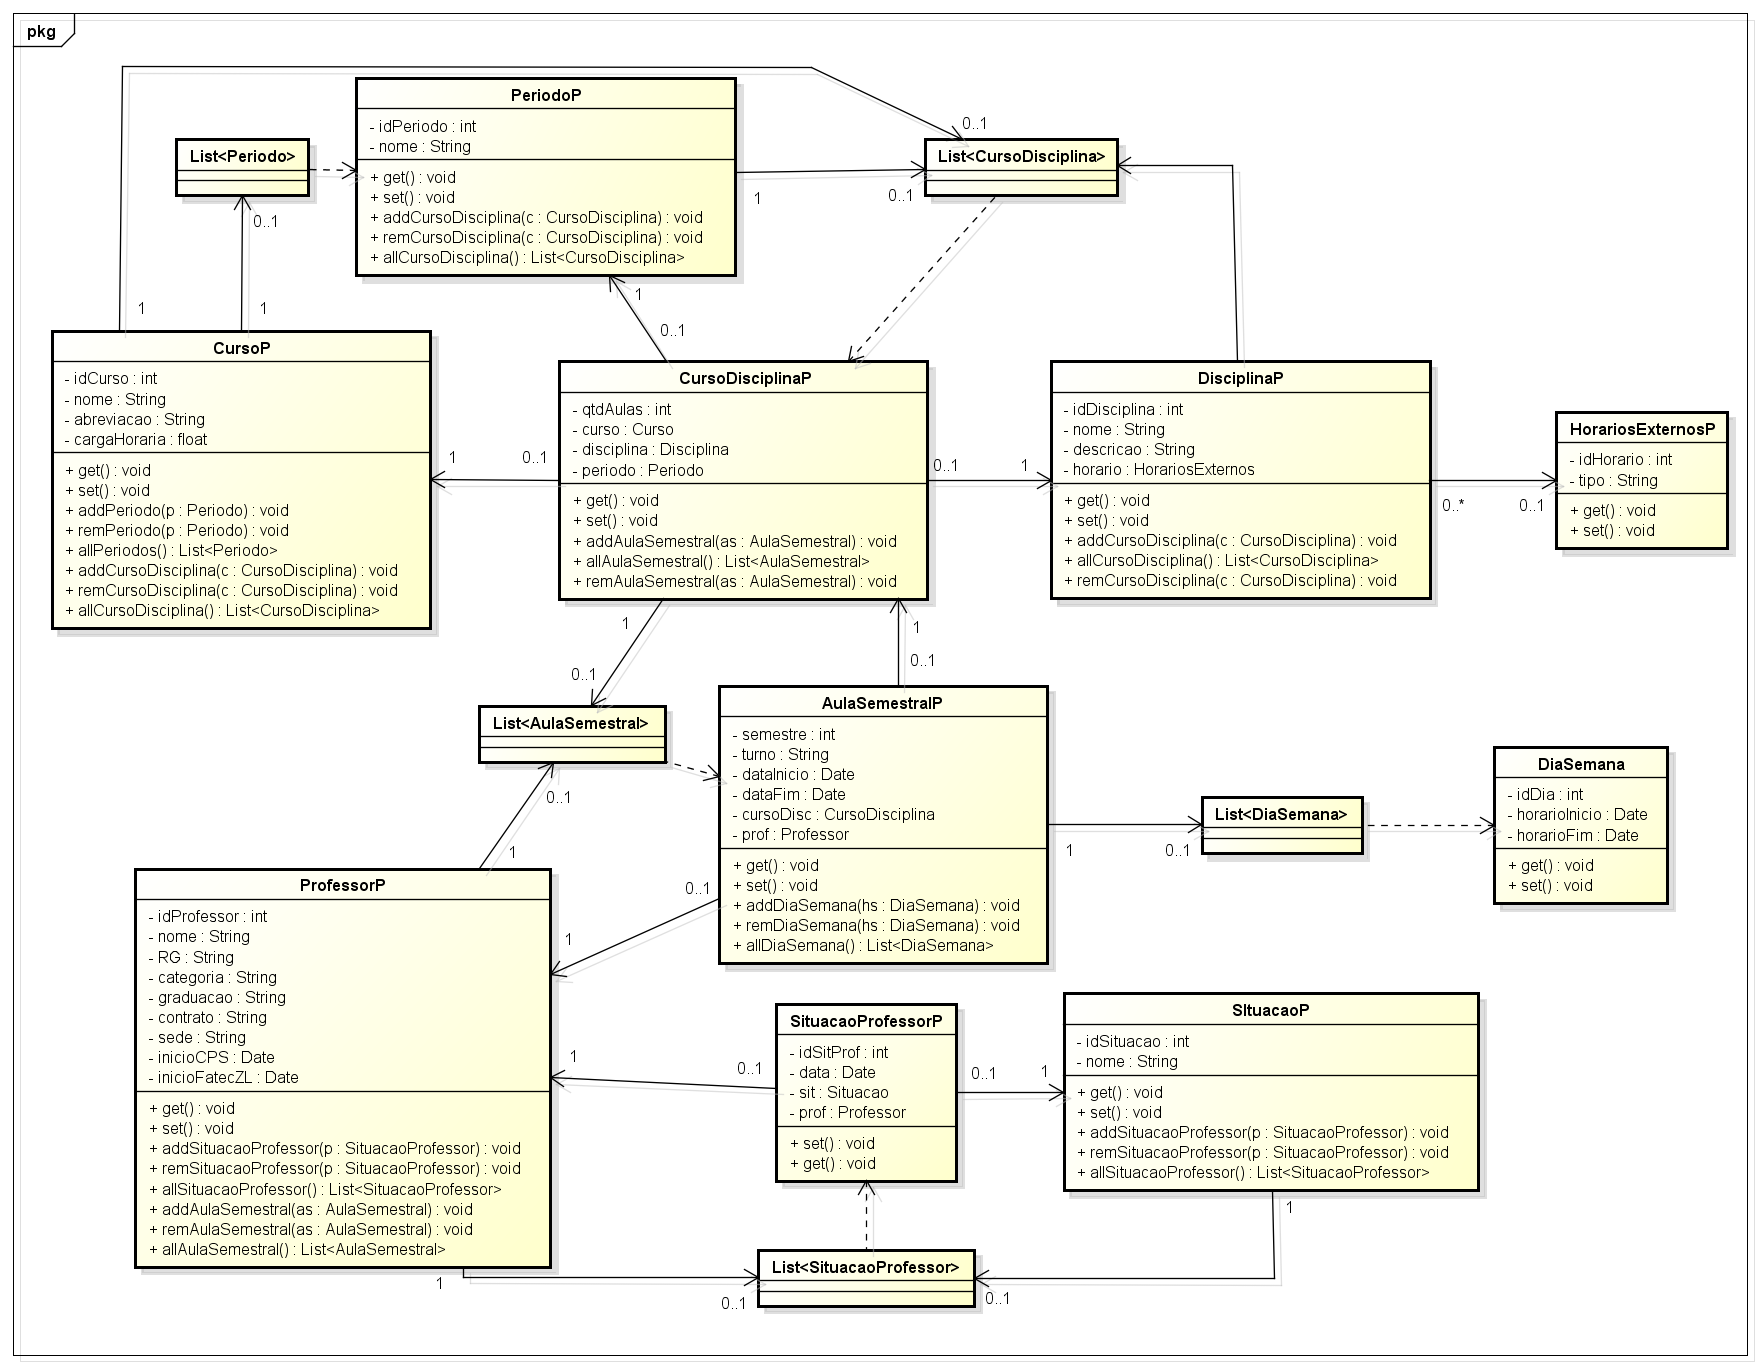 pkg
PeriodoP
- idPeriodo : int
- nome : String
+ get() : void
+ set() : void
+ addCursoDisciplina(c : CursoDisciplina) : void
+ remCursoDisciplina(c : CursoDisciplina) : void
+ allCursoDisciplina() : List<CursoDisciplina>
List<Periodo>
List<CursoDisciplina>
0..1
1
0..1
0..1
1
1
1
0..1
CursoP
- idCurso : int
- nome : String
- abreviacao : String
- cargaHoraria : float
+ get() : void
+ set() : void
+ addPeriodo(p : Periodo) : void
+ remPeriodo(p : Periodo) : void
+ allPeriodos() : List<Periodo>
+ addCursoDisciplina(c : CursoDisciplina) : void
+ remCursoDisciplina(c : CursoDisciplina) : void
+ allCursoDisciplina() : List<CursoDisciplina>
1
0..1
CursoDisciplinaP
- qtdAulas : int
- curso : Curso
- disciplina : Disciplina
- periodo : Periodo
+ get() : void
+ set() : void
+ addAulaSemestral(as : AulaSemestral) : void
+ allAulaSemestral() : List<AulaSemestral>
+ remAulaSemestral(as : AulaSemestral) : void
0..1
1
DisciplinaP
- idDisciplina : int
- nome : String
- descricao : String
- horario : HorariosExternos
+ get() : void
+ set() : void
+ addCursoDisciplina(c : CursoDisciplina) : void
+ allCursoDisciplina() : List<CursoDisciplina>
+ remCursoDisciplina(c : CursoDisciplina) : void
0..*
0..1
HorariosExternosP
- idHorario : int
- tipo : String
+ get() : void
+ set() : void
1
0..1
1
0..1
List<AulaSemestral>
0..1
1
AulaSemestralP
- semestre : int
- turno : String
- dataInicio : Date
- dataFim : Date
- cursoDisc : CursoDisciplina
- prof : Professor
+ get() : void
+ set() : void
+ addDiaSemana(hs : DiaSemana) : void
+ remDiaSemana(hs : DiaSemana) : void
+ allDiaSemana() : List<DiaSemana>
1
0..1
List<DiaSemana>
DiaSemana
- idDia : int
- horarioInicio : Date
- horarioFim : Date
+ get() : void
+ set() : void
0..1
1
ProfessorP
- idProfessor : int
- nome : String
- RG : String
- categoria : String
- graduacao : String
- contrato : String
- sede : String
- inicioCPS : Date
- inicioFatecZL : Date
+ get() : void
+ set() : void
+ addSituacaoProfessor(p : SituacaoProfessor) : void
+ remSituacaoProfessor(p : SituacaoProfessor) : void
+ allSituacaoProfessor() : List<SituacaoProfessor>
+ addAulaSemestral(as : AulaSemestral) : void
+ remAulaSemestral(as : AulaSemestral) : void
+ allAulaSemestral() : List<AulaSemestral>
1
0..1
SituacaoProfessorP
- idSitProf : int
- data : Date
- sit : Situacao
- prof : Professor
+ set() : void
+ get() : void
0..1
1
SItuacaoP
- idSituacao : int
- nome : String
+ get() : void
+ set() : void
+ addSituacaoProfessor(p : SituacaoProfessor) : void
+ remSituacaoProfessor(p : SituacaoProfessor) : void
+ allSituacaoProfessor() : List<SituacaoProfessor>
1
List<SituacaoProfessor>
1
0..1
0..1